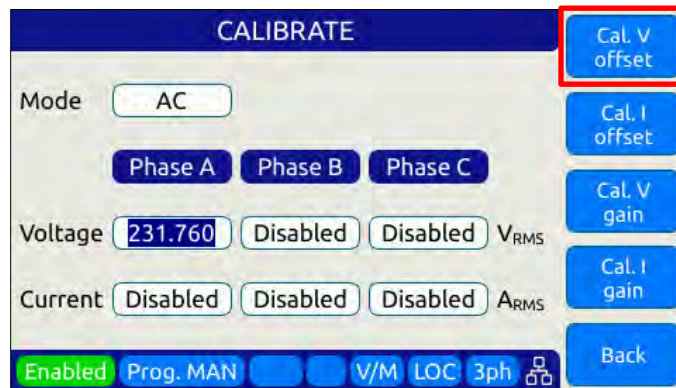 CALIBRATE
Cal. V
offset
Mode AC
Cal. I
offset
Phase A Phase B Phase C
Cal. V
gain
Voltage 231.760 Disabled Disabled VRMS
Cal. I
gain
Current Disabled Disabled Disabled ARMS
Enabled Prog. MAN V/M LOC 3ph
Back